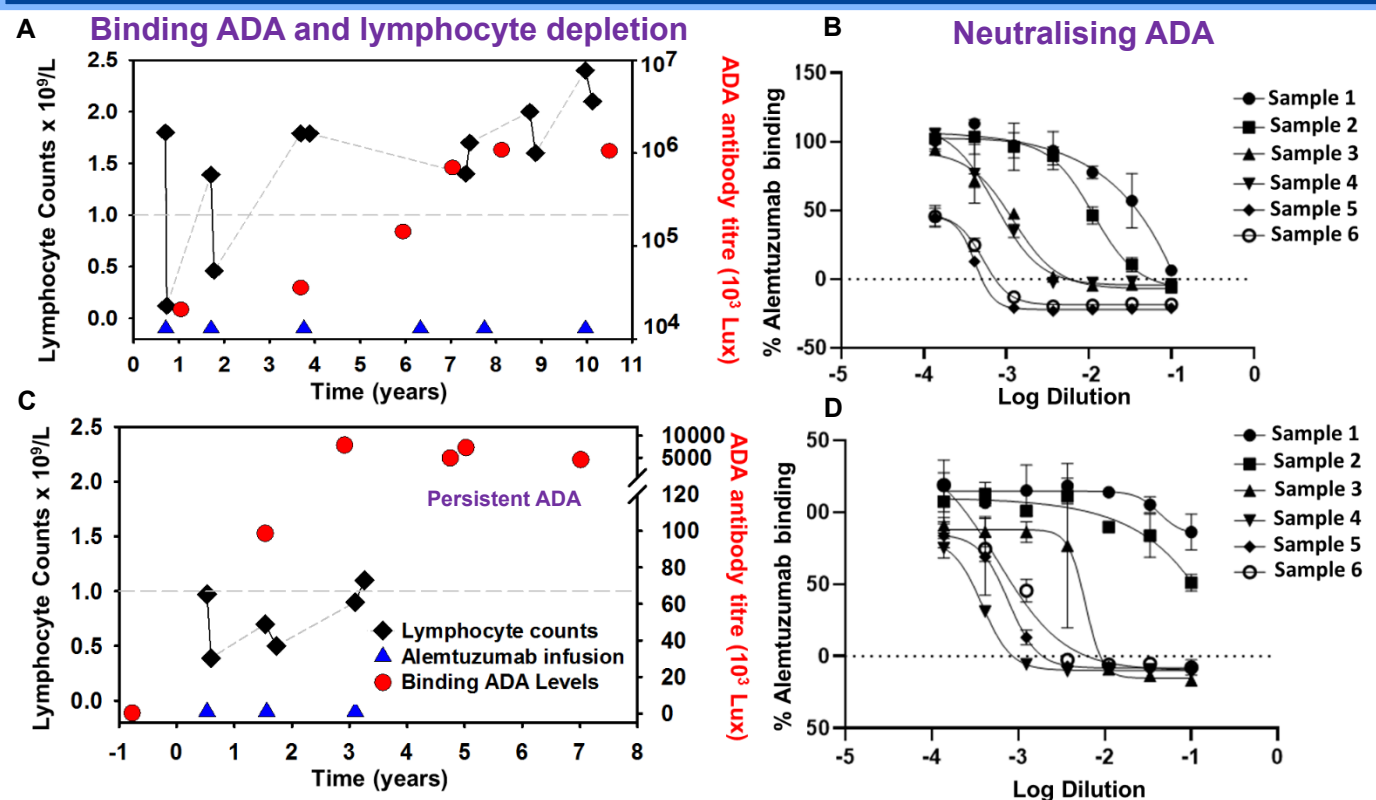 A
Binding ADA and lymphocyte depletion
Lymphocyte Counts x 10⁹/L
2.5
2.0
1.5
1.0
0.5
0.0
10⁷
10⁶
10⁵
10⁴
ADA antibody titre (10³ Lux)
0 1 2 3 4 5 6 7 8 9 10 11
Time (years)
B
Neutralising ADA
% Alemtuzumab binding
150
100
50
0
-50
-5 -4 -3 -2 -1 0
Log Dilution
Sample 1
Sample 2
Sample 3
Sample 4
Sample 5
Sample 6
C
Lymphocyte Counts x 10⁹/L
2.5
2.0
1.5
1.0
0.5
0.0
Persistent ADA
Lymphocyte counts
Alemtuzumab infusion
Binding ADA Levels
10000
5000
120
100
80
60
40
20
0
ADA antibody titre (10³ Lux)
-1 0 1 2 3 4 5 6 7 8
Time (years)
D
% Alemtuzumab binding
50
00
50
0
50
-5 -4 -3 -2 -1 0
Log Dilution
Sample 1
Sample 2
Sample 3
Sample 4
Sample 5
Sample 6